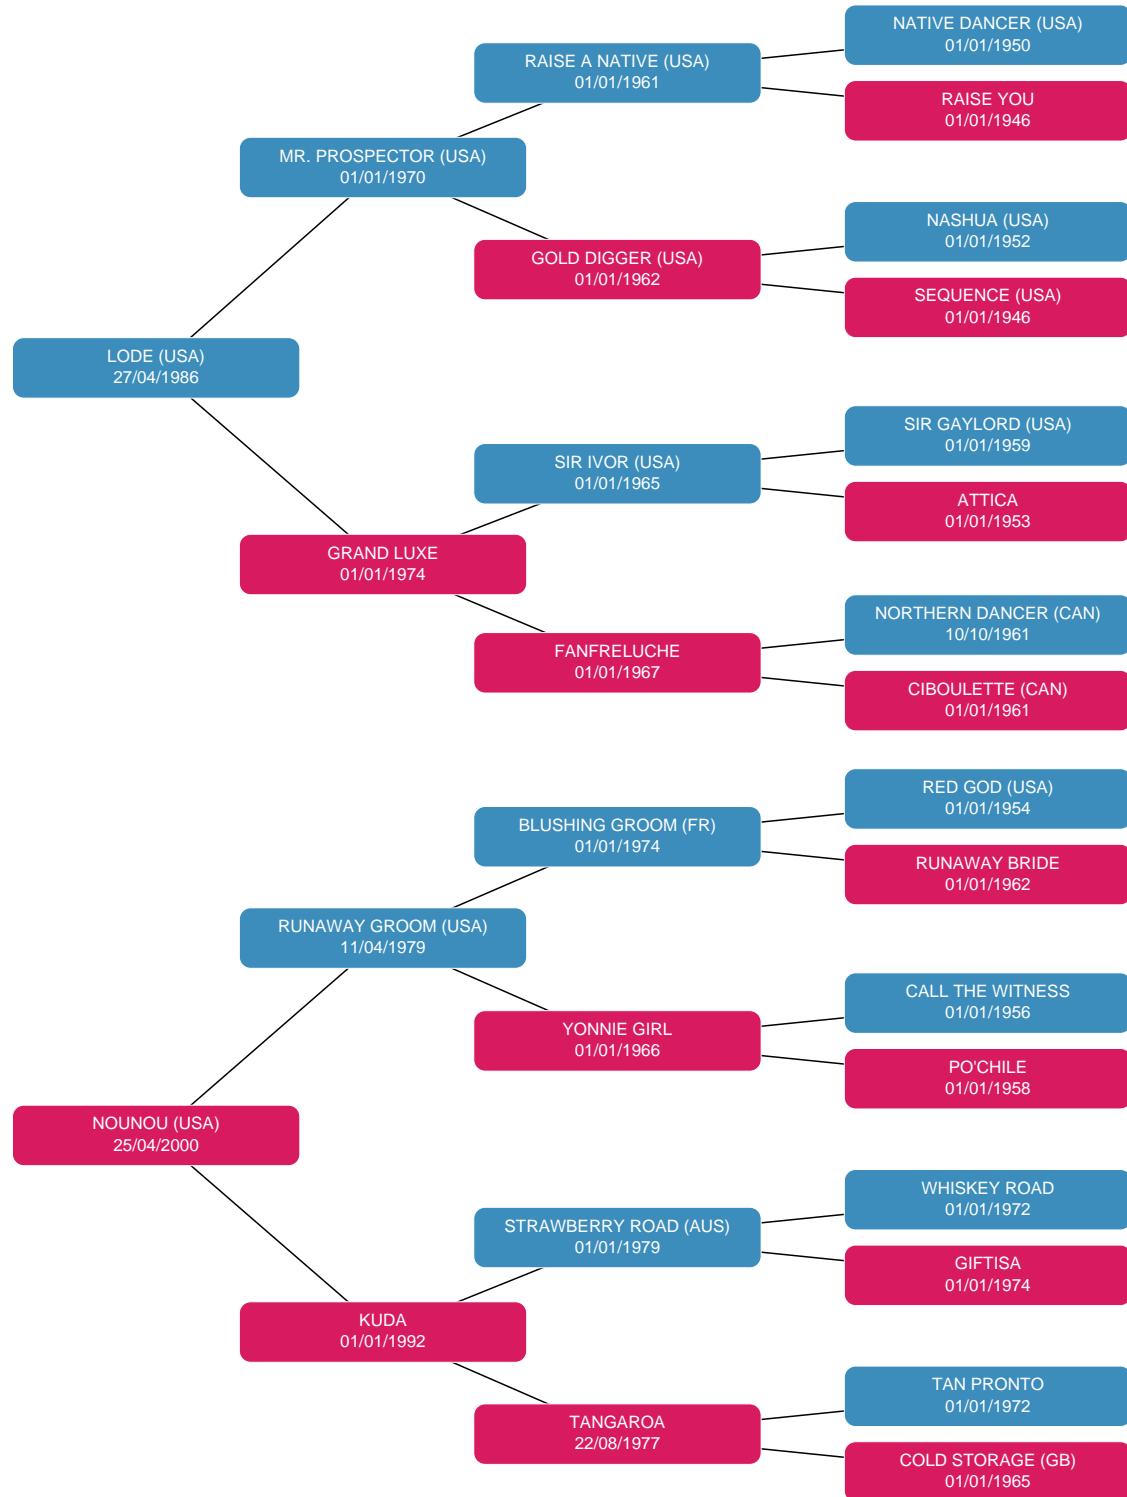 NATIVE DANCER (USA)
01/01/1950
RAISE A NATIVE (USA)
01/01/1961
RAISE YOU
01/01/1946
MR. PROSPECTOR (USA)
01/01/1970
NASHUA (USA)
01/01/1952
GOLD DIGGER (USA)
01/01/1962
SEQUENCE (USA)
01/01/1946
LODE (USA)
27/04/1986
SIR GAYLORD (USA)
01/01/1959
SIR IVOR (USA)
01/01/1965
ATTICA
01/01/1953
GRAND LUXE
01/01/1974
NORTHERN DANCER (CAN)
10/10/1961
FANFRELUCHE
01/01/1967
CIBOULETTE (CAN)
01/01/1961
RED GOD (USA)
01/01/1954
BLUSHING GROOM (FR)
01/01/1974
RUNAWAY BRIDE
01/01/1962
RUNAWAY GROOM (USA)
11/04/1979
CALL THE WITNESS
01/01/1956
YONNIE GIRL
01/01/1966
PO'CHILE
01/01/1958
NOUNOU (USA)
25/04/2000
WHISKEY ROAD
01/01/1972
STRAWBERRY ROAD (AUS)
01/01/1979
GIFTISA
01/01/1974
KUDA
01/01/1992
TAN PRONTO
01/01/1972
TANGAROA
22/08/1977
COLD STORAGE (GB)
01/01/1965